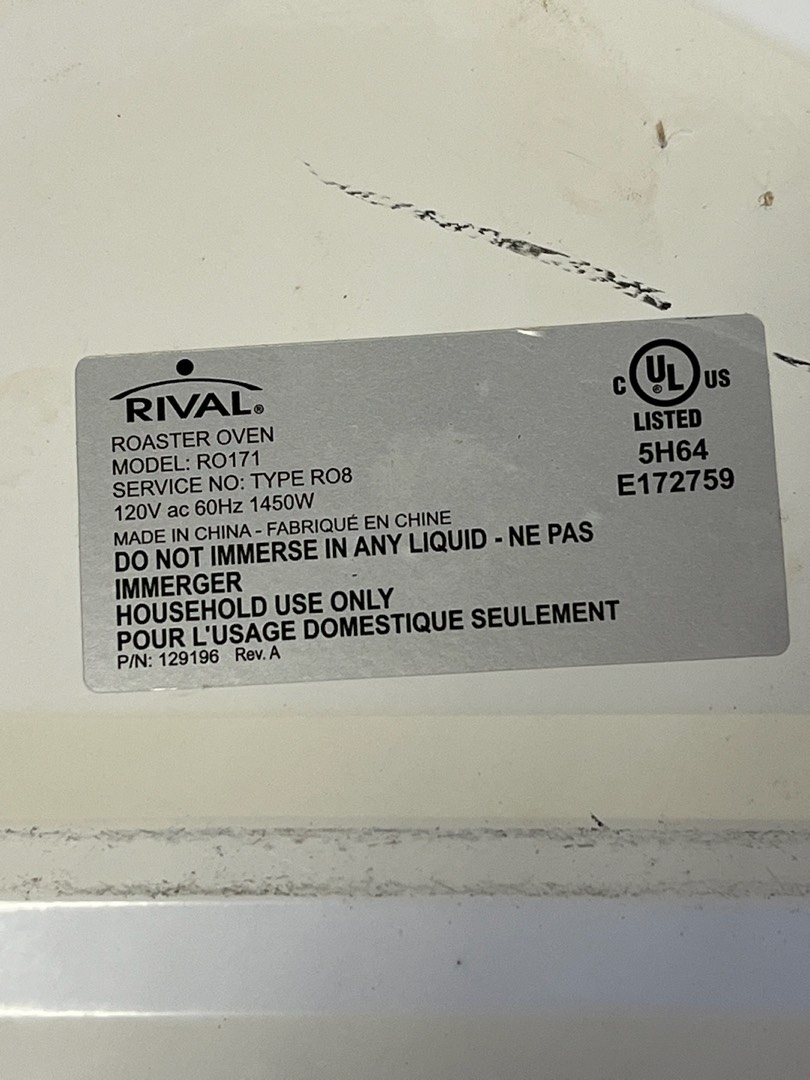 RIVAL®
ROASTER OVEN
MODEL: RO171
SERVICE NO: TYPE RO8
120V ac 60Hz 1450W
MADE IN CHINA - FABRIQUÉ EN CHINE
DO NOT IMMERSE IN ANY LIQUID - NE PAS
IMMERGER
HOUSEHOLD USE ONLY
POUR L'USAGE DOMESTIQUE SEULEMENT
P/N: 129196 Rev. A
C UL® US
LISTED
5H64
E172759